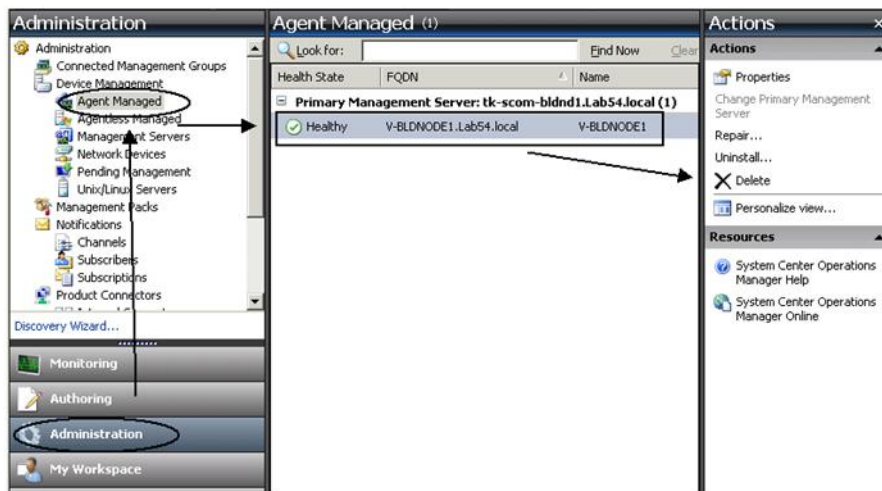 Administration
Administration
Connected Management Groups
Device Management
Agent Managed
Agentless Managed
Management Servers
Network Devices
Pending Management
Unix/Linux Servers
Management Packs
Notifications
Channels
Subscribers
Subscriptions
Product Connectors
Discovery Wizard...
Monitoring
Authoring
Administration
My Workspace
Agent Managed (1)
Look for:
Find Now
Clear
Health State
FQDN
Name
Primary Management Server: tk-scom-bldnd1.Lab54.local (1)
Healthy
V-BLDNODE1.Lab54.local
V-BLDNODE1
Actions
Actions
Properties
Change Primary Management
Server
Repair...
Uninstall...
Delete
Personalize view...
Resources
System Center Operations
Manager Help
System Center Operations
Manager Online